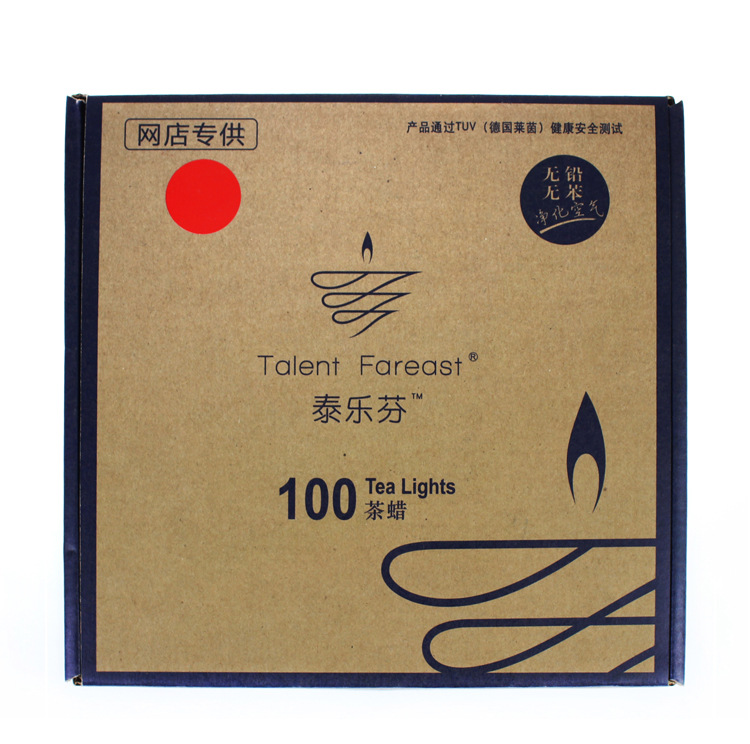 网店专供
产品通过TUV（德国莱茵）健康安全测试
无铅
无苯
净化空气
Talent Fareast®
泰乐芬™
100 Tea Lights
茶蜡